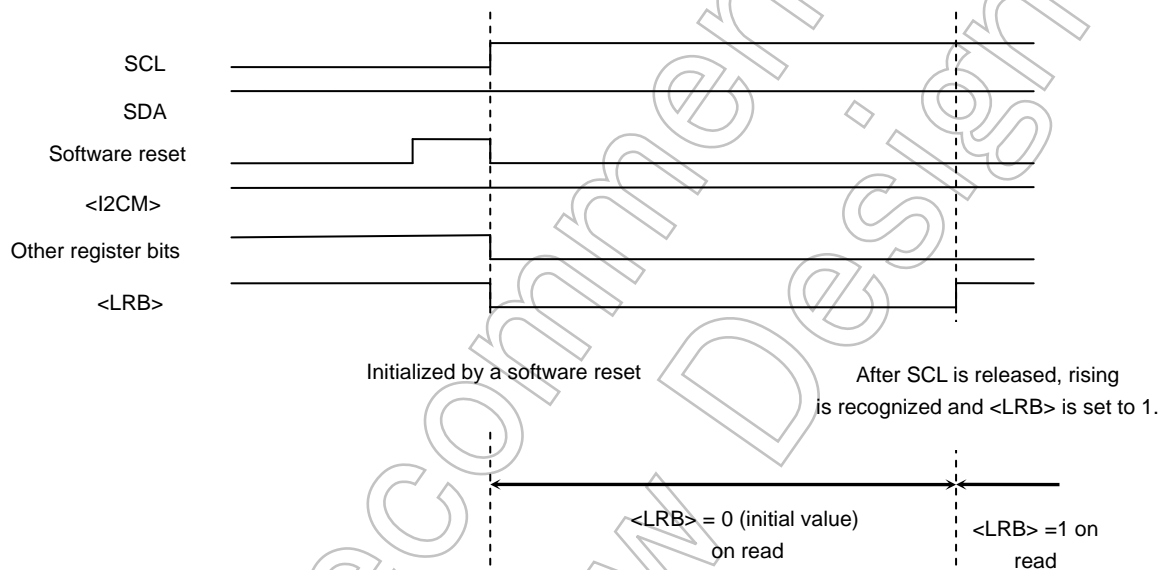 SCL
SDA
Software reset
<I2CM>
Other register bits
<LRB>
Initialized by a software reset
After SCL is released, rising
is recognized and <LRB> is set to 1.
<LRB> = 0 (initial value)
on read
<LRB> =1 on
read